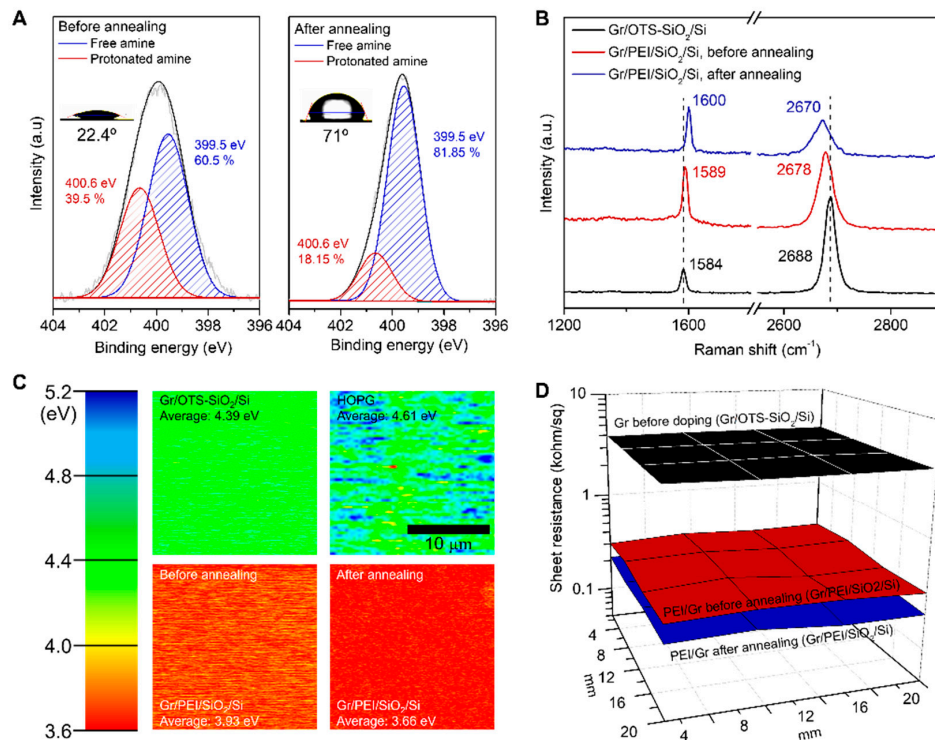 A
Before annealing
Free amine
Protonated amine
22.4°
399.5 eV
60.5 %
400.6 eV
39.5 %
After annealing
Free amine
Protonated amine
71°
399.5 eV
81.85 %
400.6 eV
18.15 %
Intensity (a.u)
404 402 400 398 396
404 402 400 398 396
Binding energy (eV)
Binding energy (eV)
B
Gr/OTS-SiO₂/Si
Gr/PEI/SiO₂/Si, before annealing
Gr/PEI/SiO₂/Si, after annealing
1600
2670
1589
2678
1584
2688
Intensity (a.u.)
1200 1600 2600 2800
Raman shift (cm⁻¹)
C
5.2
(eV)
4.8
4.4
4.0
3.6
Gr/OTS-SiO₂/Si
Average: 4.39 eV
HOPG
Average: 4.61 eV
10 μm
Before annealing
Gr/PEI/SiO₂/Si
Average: 3.93 eV
After annealing
Gr/PEI/SiO₂/Si
Average: 3.66 eV
D
10
1
0.1
Sheet resistance (kohm/sq)
Gr before doping (Gr/OTS-SiO₂/Si)
PEI/Gr before annealing (Gr/PEI/SiO2/Si)
PEI/Gr after annealing (Gr/PEI/SiO₂/Si)
4
8
12
16
20
mm
4 8 12 16 20
mm